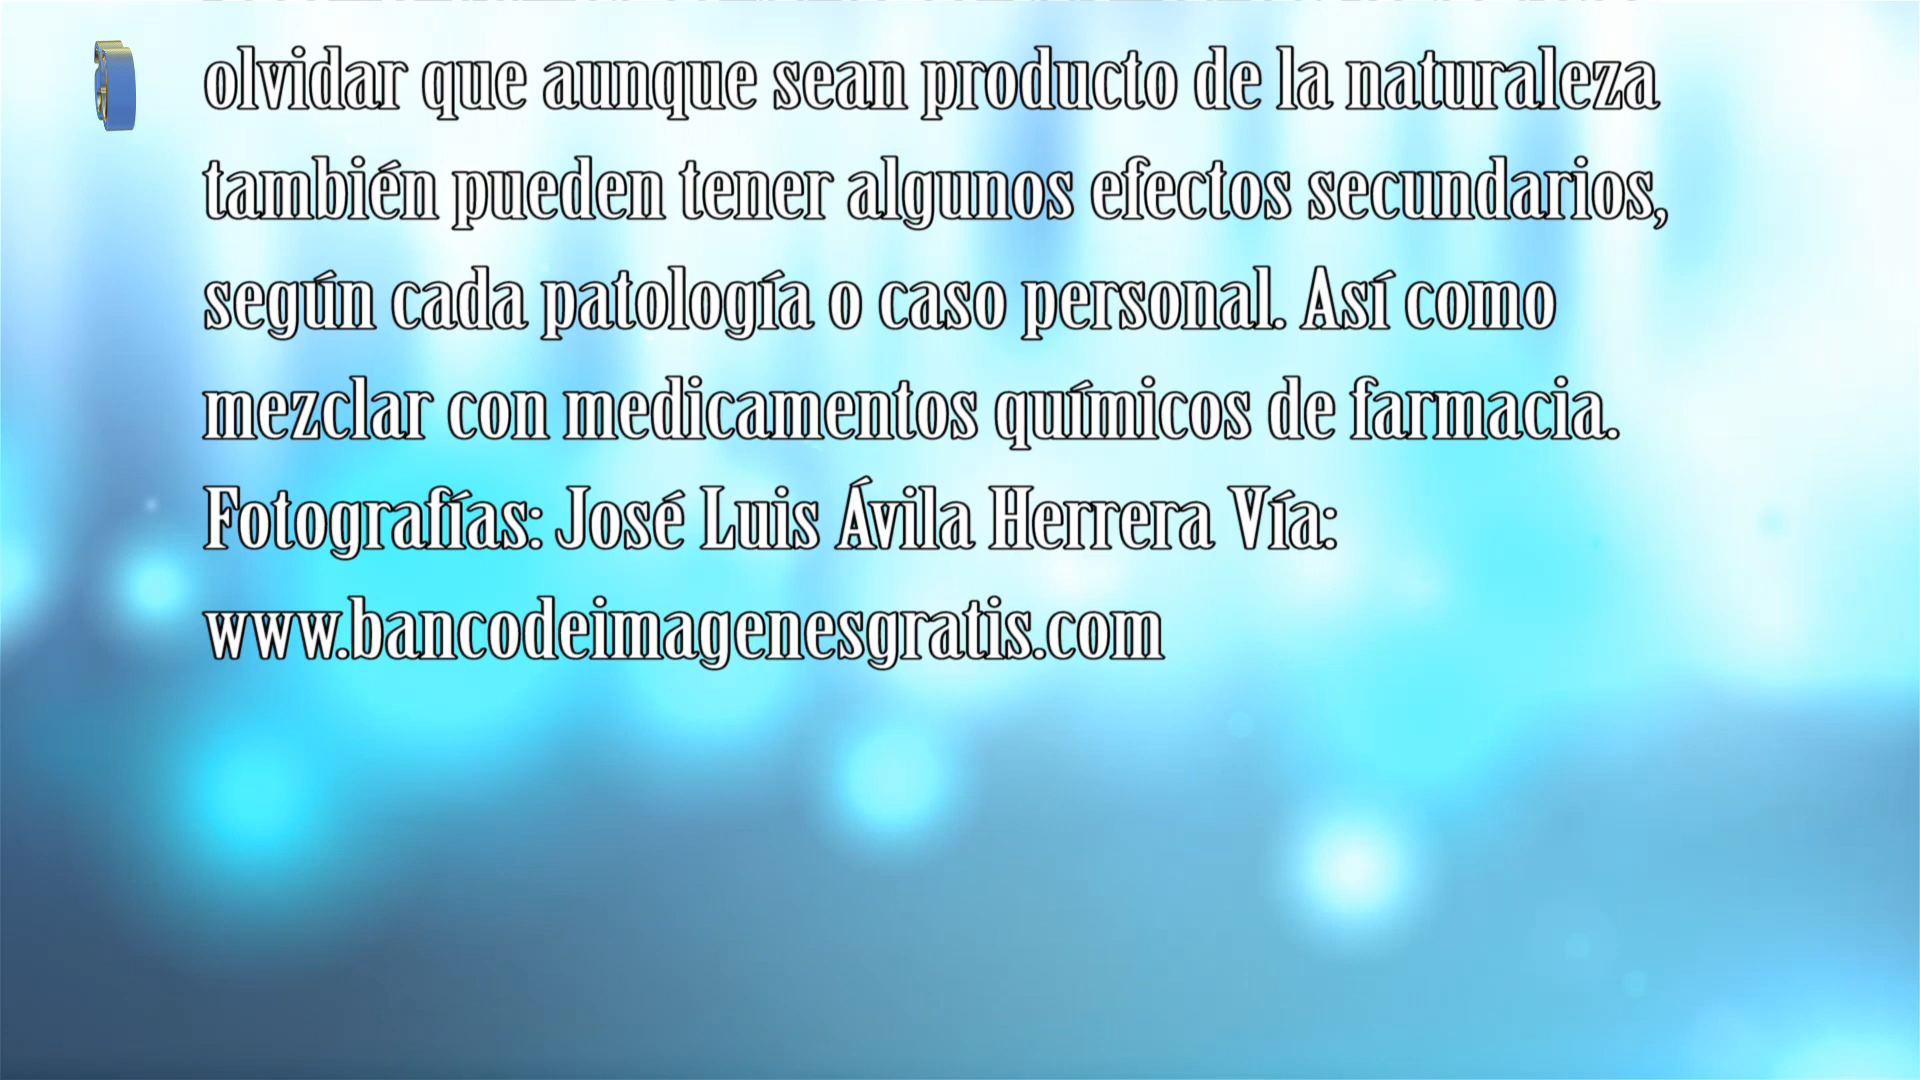 olvidar que aunque sean producto de la naturaleza
también pueden tener algunos efectos secundarios,
según cada patología o caso personal. Así como
mezclar con medicamentos químicos de farmacia.
Fotografías: José Luis Ávila Herrera Vía:
www.bancodeimagenesgratis.com